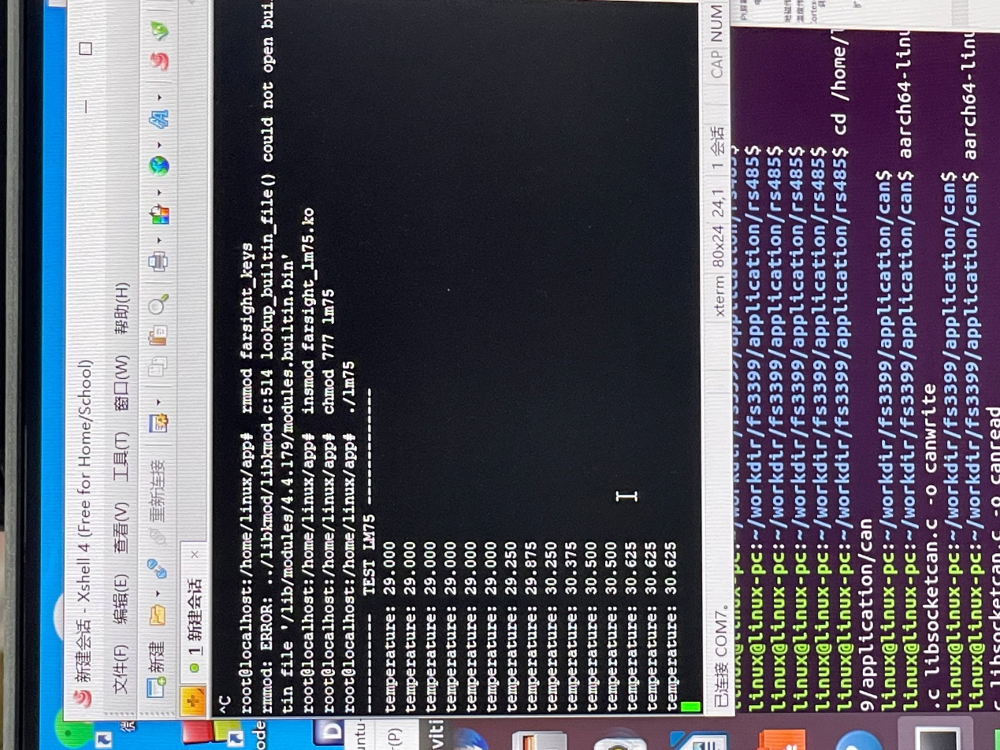 新建会话 - Xshell 4 (Free for Home/School)
文件(F) 编辑(E) 查看(V) 工具(T) 窗口(W) 帮助(H)
新建 重新连接
1 新建会话 ×
^C
root@localhost:/home/linux/app# rmmod farsight_keys
rmmod: ERROR: ../libkmod/libkmod.c:514 lookup_builtin_file() could not open buil
tin file '/lib/modules/4.4.179/modules.builtin.bin'
root@localhost:/home/linux/app# insmod farsight_lm75.ko
root@localhost:/home/linux/app# chmod 777 lm75
root@localhost:/home/linux/app# ./lm75
-------------- TEST LM75 --------------
temperature: 29.000
temperature: 29.000
temperature: 29.000
temperature: 29.000
temperature: 29.000
temperature: 29.000
temperature: 29.250
temperature: 29.875
temperature: 30.250
temperature: 30.375
temperature: 30.500
temperature: 30.500
temperature: 30.625
temperature: 30.625
temperature: 30.625
已连接 COM7。 xterm 80x24 24,1 1 会话 CAP NUM
linux@linux-pc:~/workdir/fs3399/application/rs485$
linux@linux-pc:~/workdir/fs3399/application/rs485$
linux@linux-pc:~/workdir/fs3399/application/rs485$
linux@linux-pc:~/workdir/fs3399/application/rs485$
linux@linux-pc:~/workdir/fs3399/application/rs485$
linux@linux-pc:~/workdir/fs3399/application/rs485$ cd /home/
9/application/can
linux@linux-pc:~/workdir/fs3399/application/can$
linux@linux-pc:~/workdir/fs3399/application/can$ aarch64-linu
.c libsocketcan.c -o canwrite
linux@linux-pc:~/workdir/fs3399/application/can$
linux@linux-pc:~/workdir/fs3399/application/can$ aarch64-linu
c libsocketcan.c -o canread